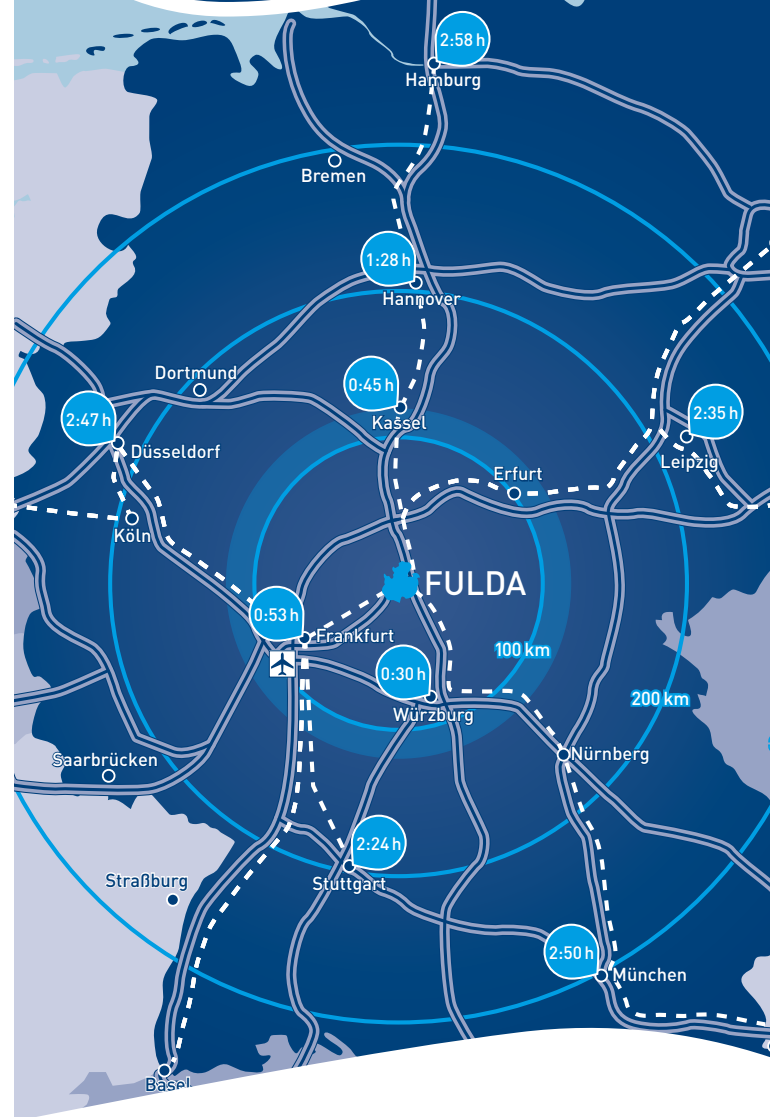 2:58 h
Hamburg
Bremen
1:28 h
Hannover
Dortmund
0:45 h
Kassel
2:47 h
Düsseldorf
2:35 h
Leipzig
Erfurt
Köln
FULDA
0:53 h
Frankfurt
100 km
0:30 h
Würzburg
200 km
Saarbrücken
Nürnberg
2:24 h
Stuttgart
Straßburg
2:50 h
München
Basel